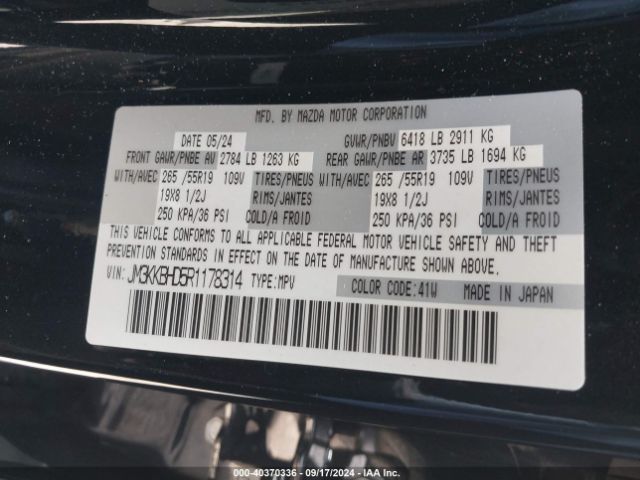 MFD. BY MAZDA MOTOR CORPORATION
DATE 05/24 GVWR/PNBV 6418 LB 2911 KG
FRONT GAWR/PNBE AV 2784 LB 1263 KG REAR GAWR/PNBE AR 3735 LB 1694 KG
WITH/AVEC 265 /55R19 109V TIRES/PNEUS WITH/AVEC 265 /55R19 109V TIRES/PNEUS
19X8 1/2J RIMS/JANTES 19X8 1/2J RIMS/JANTES
250 KPA/36 PSI COLD/A FROID 250 KPA/36 PSI COLD/A FROID
THIS VEHICLE CONFORMS TO ALL APPLICABLE FEDERAL MOTOR VEHICLE SAFETY AND THEFT
PREVENTION STANDARDS IN EFFECT ON THE DATE OF MANUFACTURE SHOWN ABOVE.
VIN: JM3KKBHD5R1178314 TYPE:MPV
COLOR CODE:41W MADE IN JAPAN
000-40370336 - 09/17/2024 - IAA Inc.